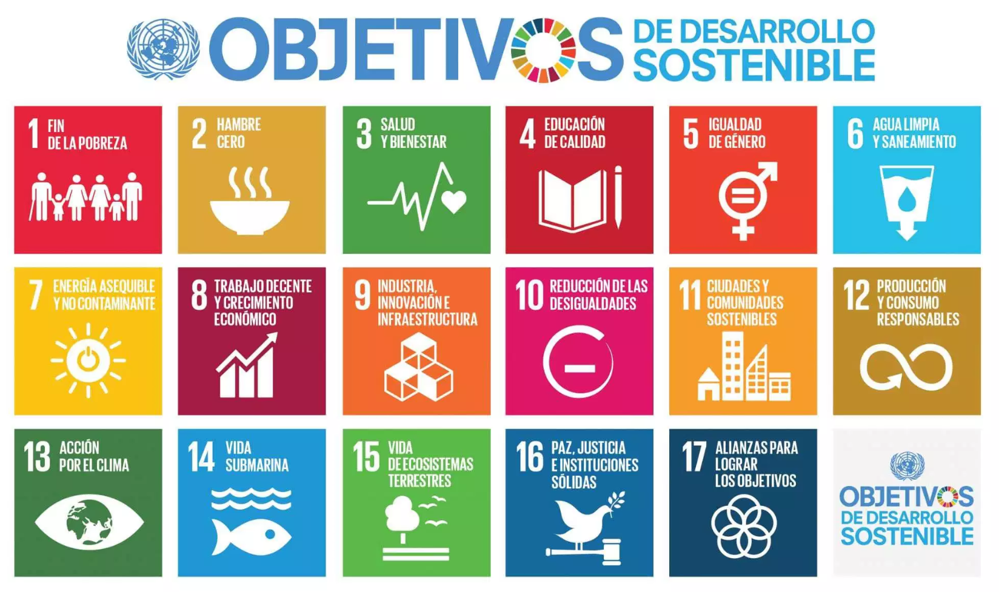 OBJETIVOS DE DESARROLLO
SOSTENIBLE
1 FIN
DE LA POBREZA
2 HAMBRE
CERO
3 SALUD
Y BIENESTAR
4 EDUCACIÓN
DE CALIDAD
5 IGUALDAD
DE GÉNERO
6 AGUA LIMPIA
Y SANEAMIENTO
7 ENERGÍA ASEQUIBLE
Y NO CONTAMINANTE
8 TRABAJO DECENTE
Y CRECIMIENTO
ECONÓMICO
9 INDUSTRIA,
INNOVACIÓN E
INFRAESTRUCTURA
10 REDUCCIÓN DE LAS
DESIGUALDADES
11 CIUDADES Y
COMUNIDADES
SOSTENIBLES
12 PRODUCCIÓN
Y CONSUMO
RESPONSABLES
13 ACCIÓN
POR EL CLIMA
14 VIDA
SUBMARINA
15 VIDA
DE ECOSISTEMAS
TERRESTRES
16 PAZ, JUSTICIA
E INSTITUCIONES
SÓLIDAS
17 ALIANZAS PARA
LOGRAR
LOS OBJETIVOS
OBJETIVOS
DE DESARROLLO
SOSTENIBLE